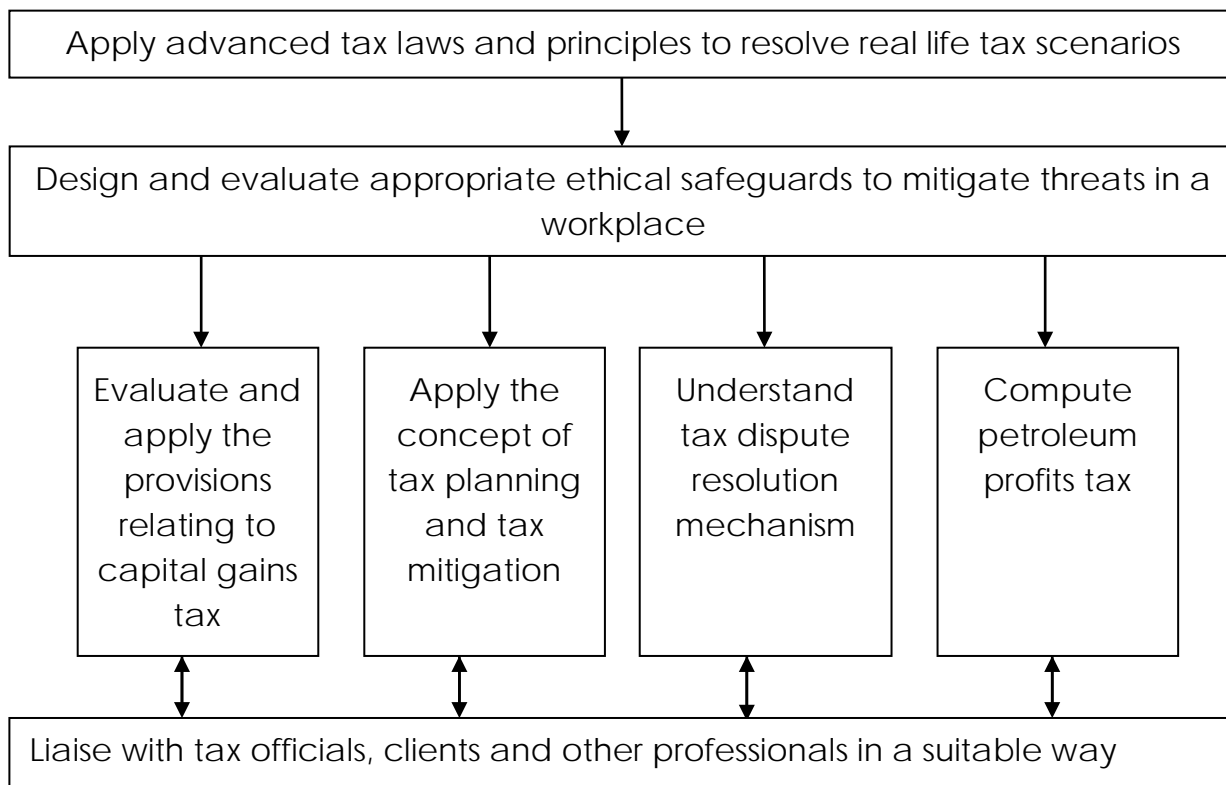 Apply advanced tax laws and principles to resolve real life tax scenarios
Design and evaluate appropriate ethical safeguards to mitigate threats in a
workplace
Evaluate and
apply the
provisions
relating to
capital gains
tax
Apply the
concept of
tax planning
and tax
mitigation
Understand
tax dispute
resolution
mechanism
Compute
petroleum
profits tax
Liaise with tax officials, clients and other professionals in a suitable way